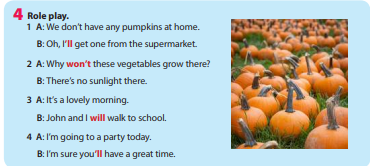 4 Role play.
1 A: We don't have any pumpkins at home.
B: Oh, I'll get one from the supermarket.
2 A: Why won't these vegetables grow there?
B: There's no sunlight there.
3 A: It's a lovely morning.
B: John and I will walk to school.
4 A: I'm going to a party today.
B: I'm sure you'll have a great time.